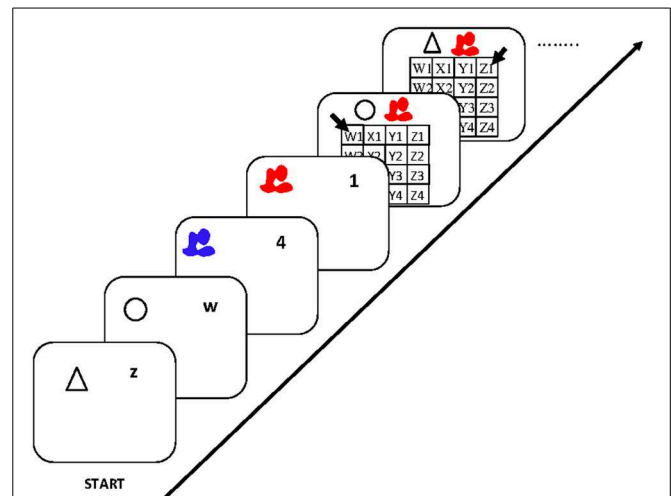 ........
W1 X1 Y1 Z1
W2 X2 Y2 Z2
Y3 Z3
Y4 Z4
W1 X1 Y1 Z1
Y2 Z2
Y3 Z3
Y4 Z4
1
4
w
z
START